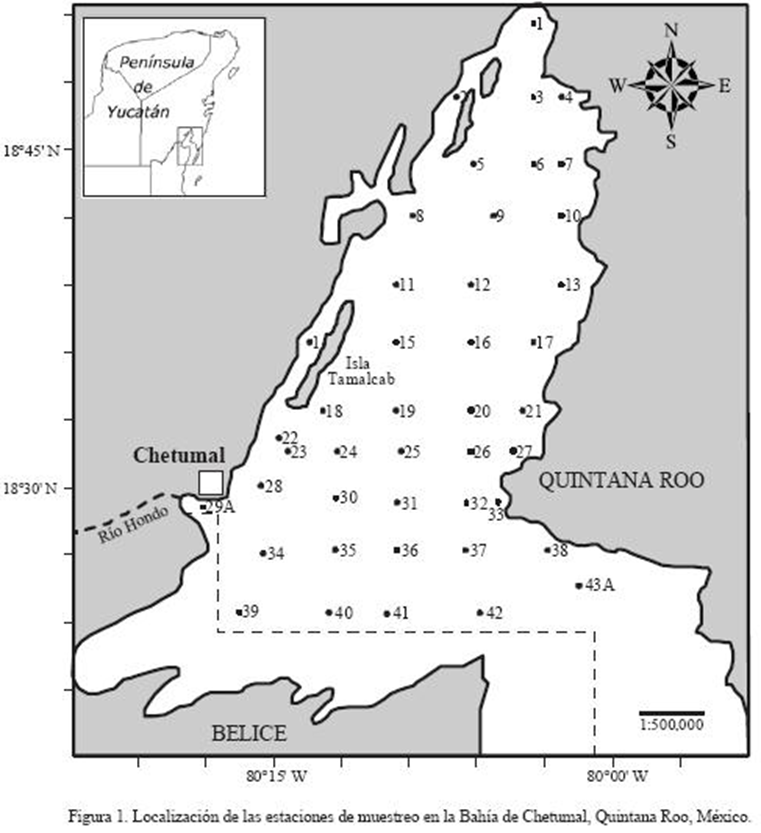 1
Península
de
Yucatán
N
W E
S
2 3 4
18°45' N
5 6 7
8 9 10
11 12 13
1 15 16 17
Isla
Tamalcab
18 19 20 21
22
23 24 25 26 27
Chetumal
QUINTANA ROO
18°30' N
28 30 31 32
33
29A
Río Hondo
34 35 36 37 38
43A
39 40 41 42
1:500,000
BELICE
80°15' W 80°00' W
Figura 1. Localización de las estaciones de muestreo en la Bahía de Chetumal, Quintana Roo, México.